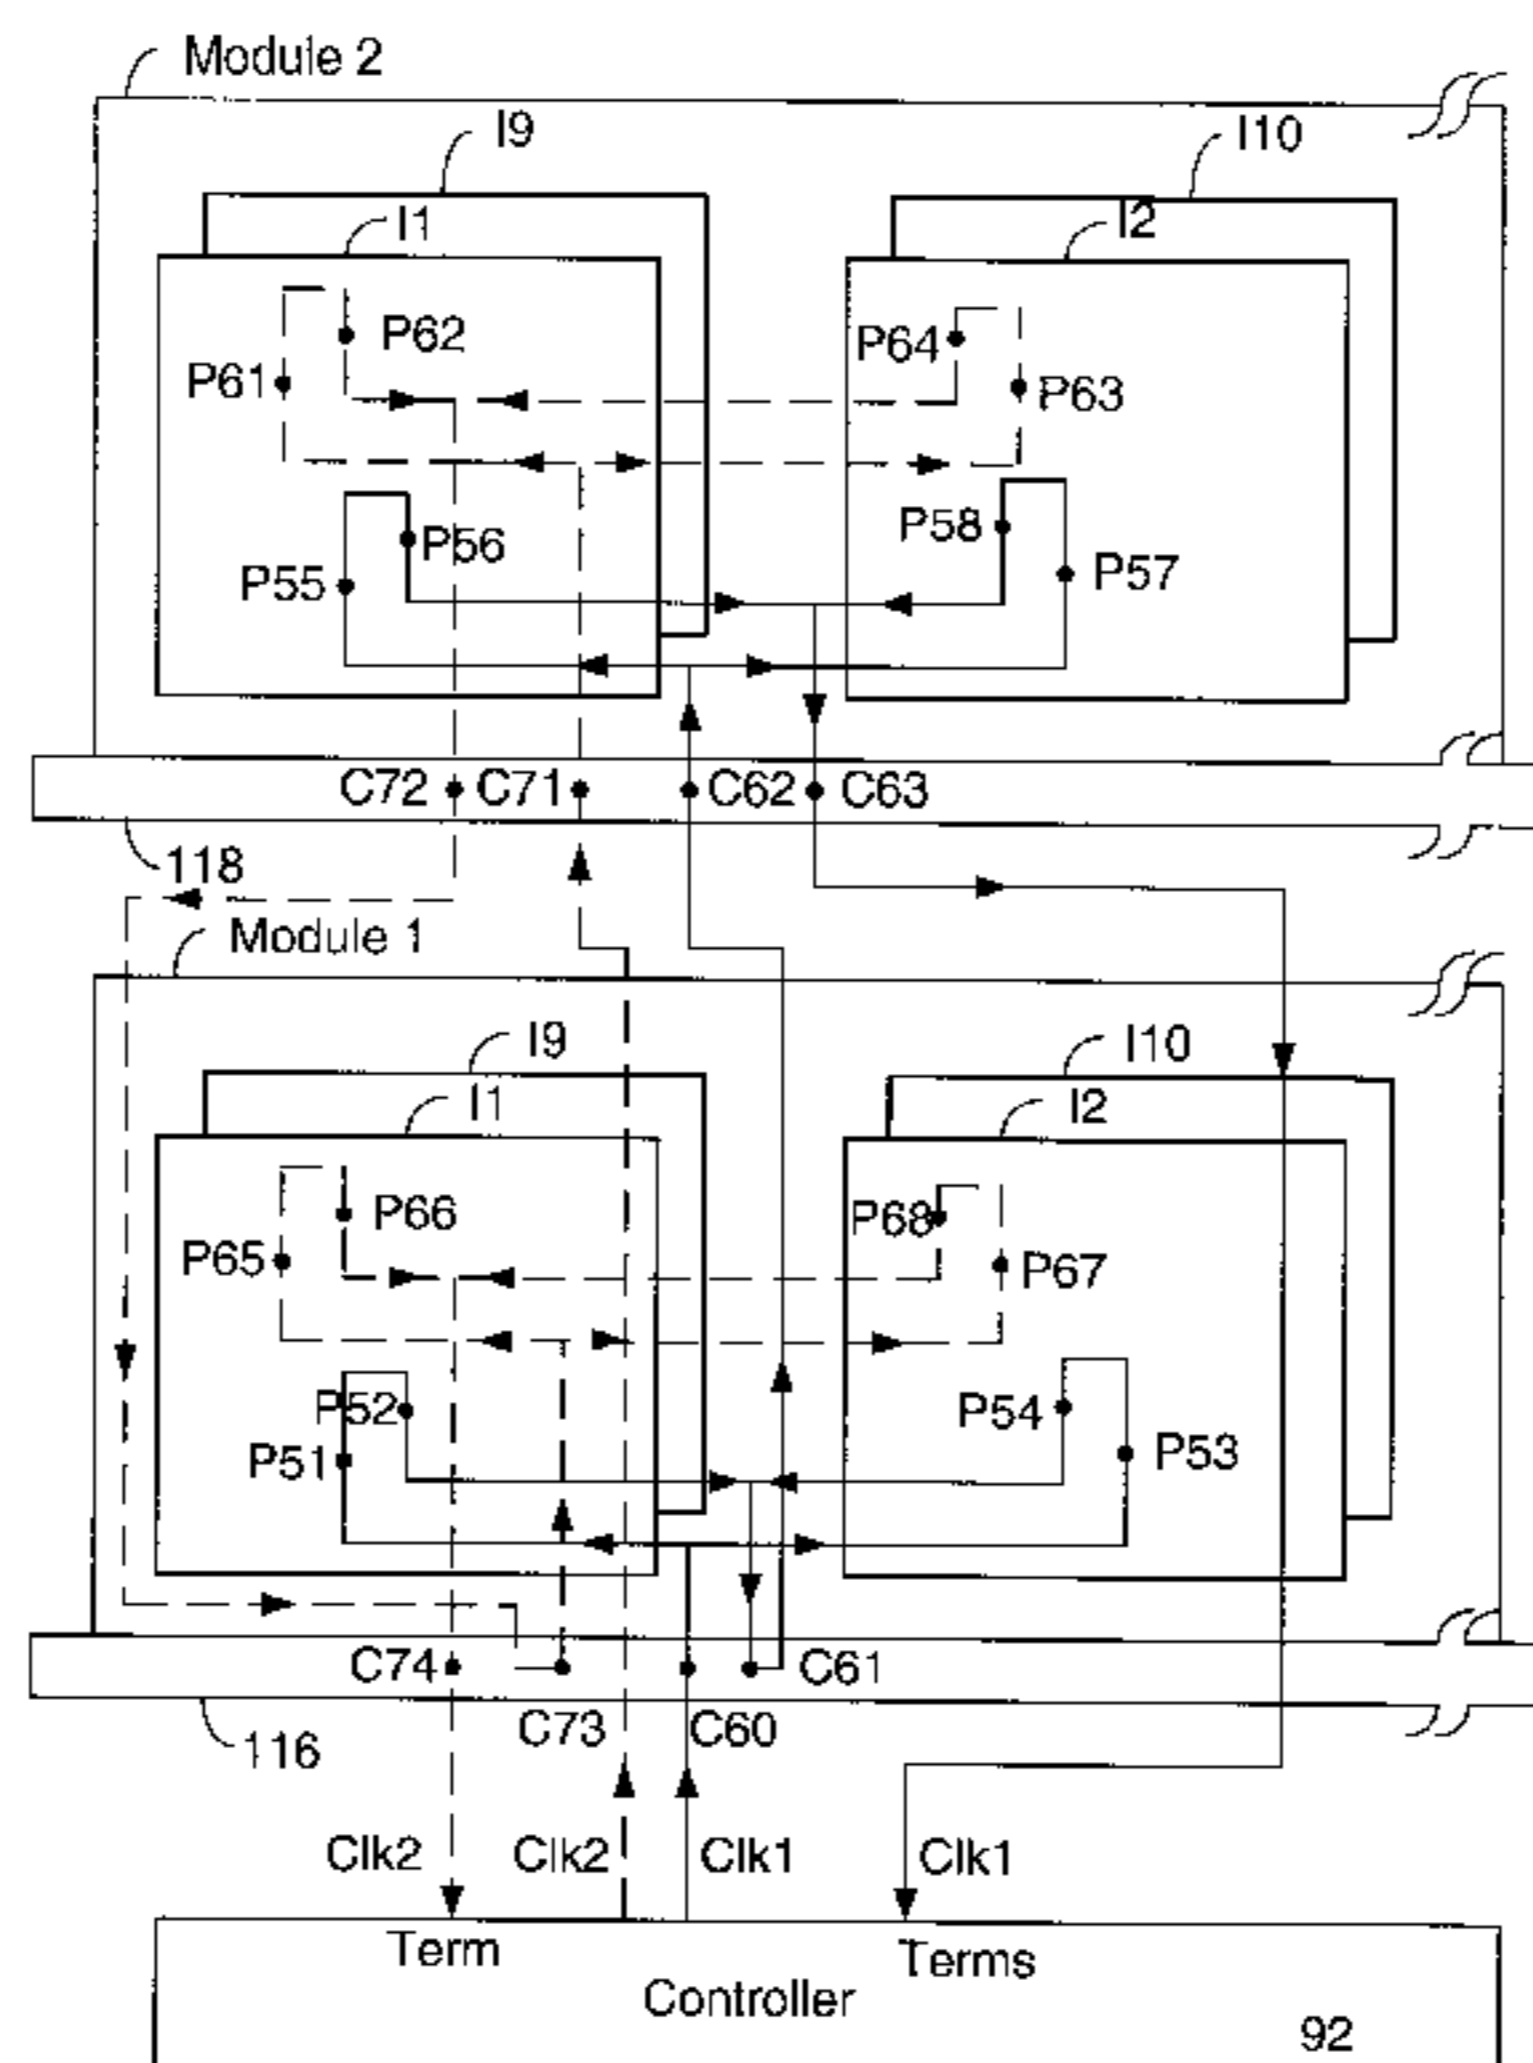 Module 2
I9
I10
I1
I2
P62
P64
P61
P63
P56
P58
P55
P57
C72
C71
C62
C63
118
Module 1
I9
I10
I1
I2
P66
P68
P65
P67
P52
P54
P51
P53
C74
C61
C73
C60
116
Clk2
Clk2
Clk1
Clk1
Term
Terms
Controller
92